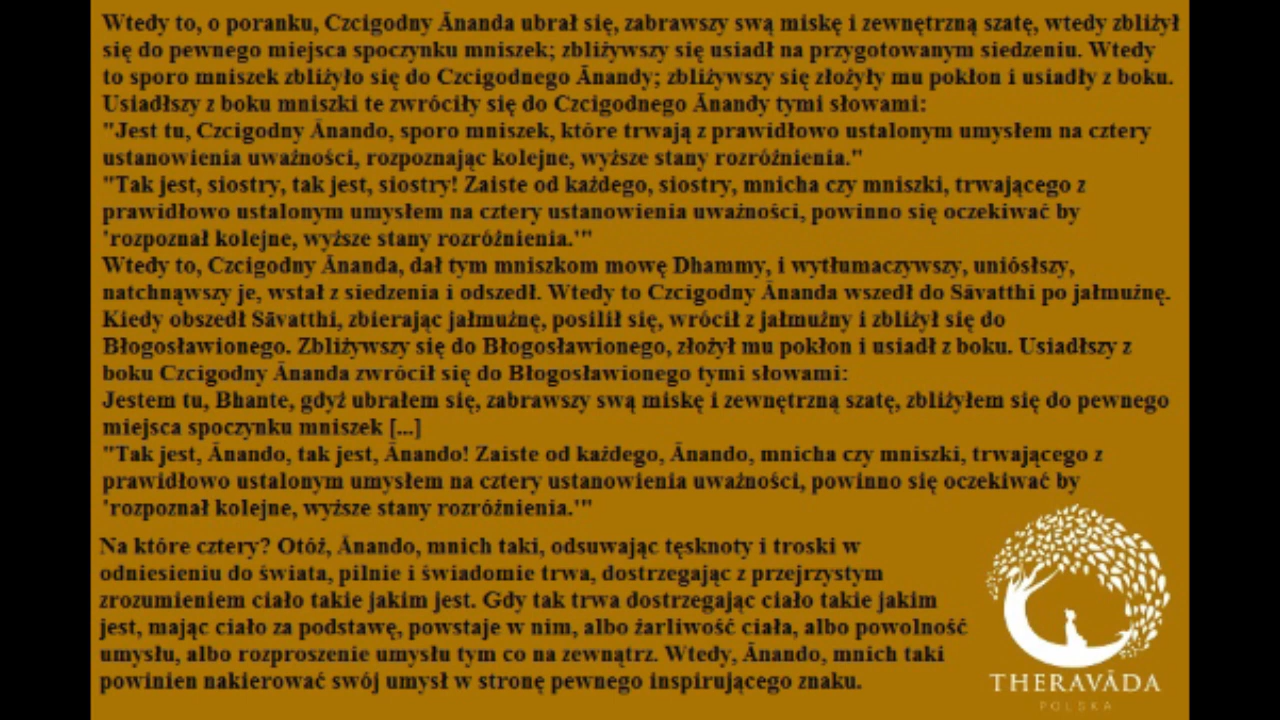 Wtedy to, o poranku, Czcigodny Ānanda ubrał się, zabrawszy swą miskę i zewnętrzną szatę, wtedy zbliżył
się do pewnego miejsca spoczynku mniszek; zbliżywszy się usiadł na przygotowanym siedzeniu. Wtedy
to sporo mniszek zbliżyło się do Czcigodnego Ānandy; zbliżywszy się złożyły mu pokłon i usiadły z boku.
Usiadłszy z boku mniszki te zwróciły się do Czcigodnego Ānandy tymi słowami:
"Jest tu, Czcigodny Ānando, sporo mniszek, które trwają z prawidłowo ustalonym umysłem na cztery
ustanowienia uważności, rozpoznając kolejne, wyższe stany rozróżnienia."
"Tak jest, siostry, tak jest, siostry! Zaiste od każdego, siostry, mnicha czy mniszki, trwającego z
prawidłowo ustalonym umysłem na cztery ustanowienia uważności, powinno się oczekiwać by
'rozpoznał kolejne, wyższe stany rozróżnienia.'"
Wtedy to, Czcigodny Ānanda, dał tym mniszkom mowę Dhammy, i wytłumaczywszy, uniósłszy,
natchnąwszy je, wstał z siedzenia i odszedł. Wtedy to Czcigodny Ānanda wszedł do Sāvatthi po jałmużnę.
Kiedy obszedł Sāvatthi, zbierając jałmużnę, posilił się, wrócił z jałmużny i zbliżył się do
Błogosławionego. Zbliżywszy się do Błogosławionego, złożył mu pokłon i usiadł z boku. Usiadłszy z
boku Czcigodny Ānanda zwrócił się do Błogosławionego tymi słowami:
Jestem tu, Bhante, gdyż ubrałem się, zabrawszy swą miskę i zewnętrzną szatę, zbliżyłem się do pewnego
miejsca spoczynku mniszek [...]
"Tak jest, Ānando, tak jest, Ānando! Zaiste od każdego, Ānando, mnicha czy mniszki, trwającego z
prawidłowo ustalonym umysłem na cztery ustanowienia uważności, powinno się oczekiwać by
'rozpoznał kolejne, wyższe stany rozróżnienia.'"
Na które cztery? Otóż, Ānando, mnich taki, odsuwając tęsknoty i troski w
odniesieniu do świata, pilnie i świadomie trwa, dostrzegając z przejrzystym
zrozumieniem ciało takie jakim jest. Gdy tak trwa dostrzegając ciało takie jakim
jest, mając ciało za podstawę, powstaje w nim, albo żarliwość ciała, albo powolność
umysłu, albo rozproszenie umysłu tym co na zewnątrz. Wtedy, Ānando, mnich taki
powinien nakierować swój umysł w stronę pewnego inspirującego znaku.
THERAVĀDA
POLSKA